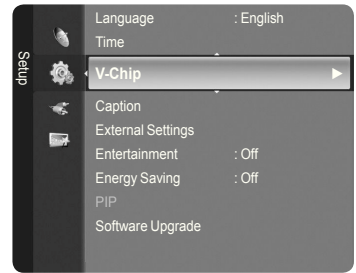 Setup
Language : English
Time
V-Chip
Caption
External Settings
Entertainment : Off
Energy Saving : Off
PIP
Software Upgrade